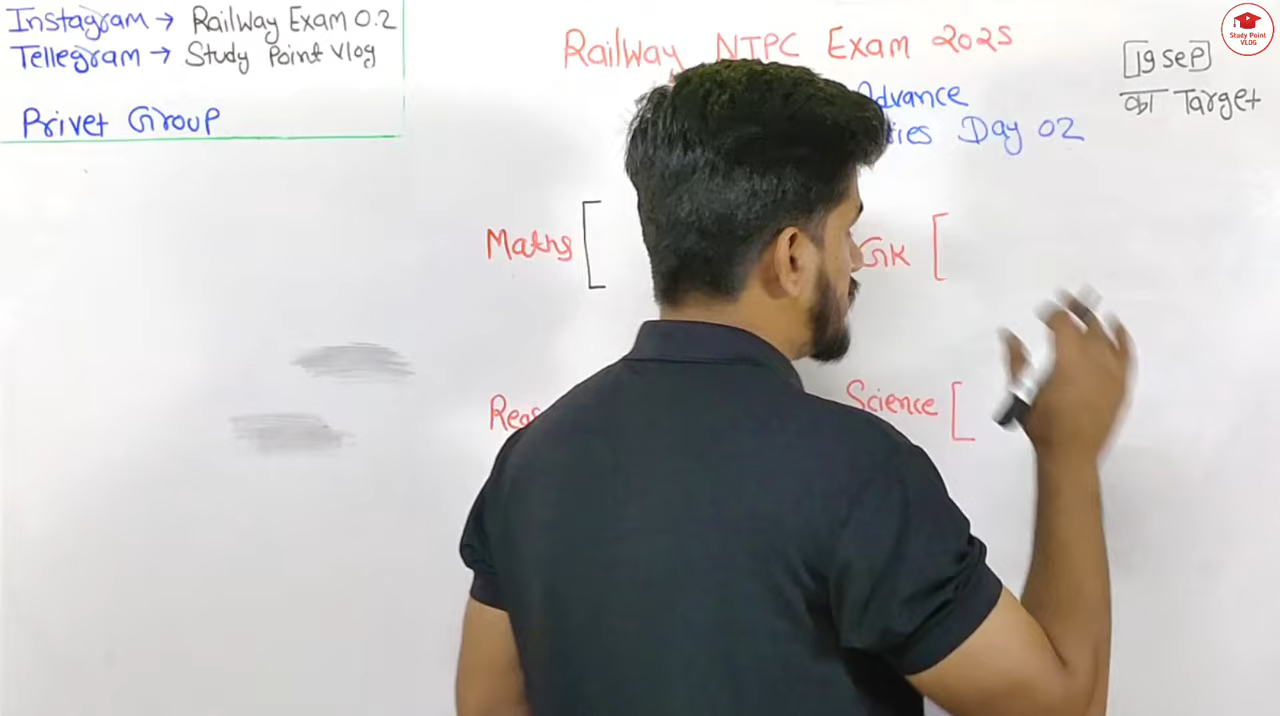 Instagram → Railway Exam 0.2
Tellegram → Study Point Vlog
Privet Group
Railway NTPC Exam 2025
Advance
Day 02
19 Sep
का Target
Maths
GK
Science
Study Point
VLOG